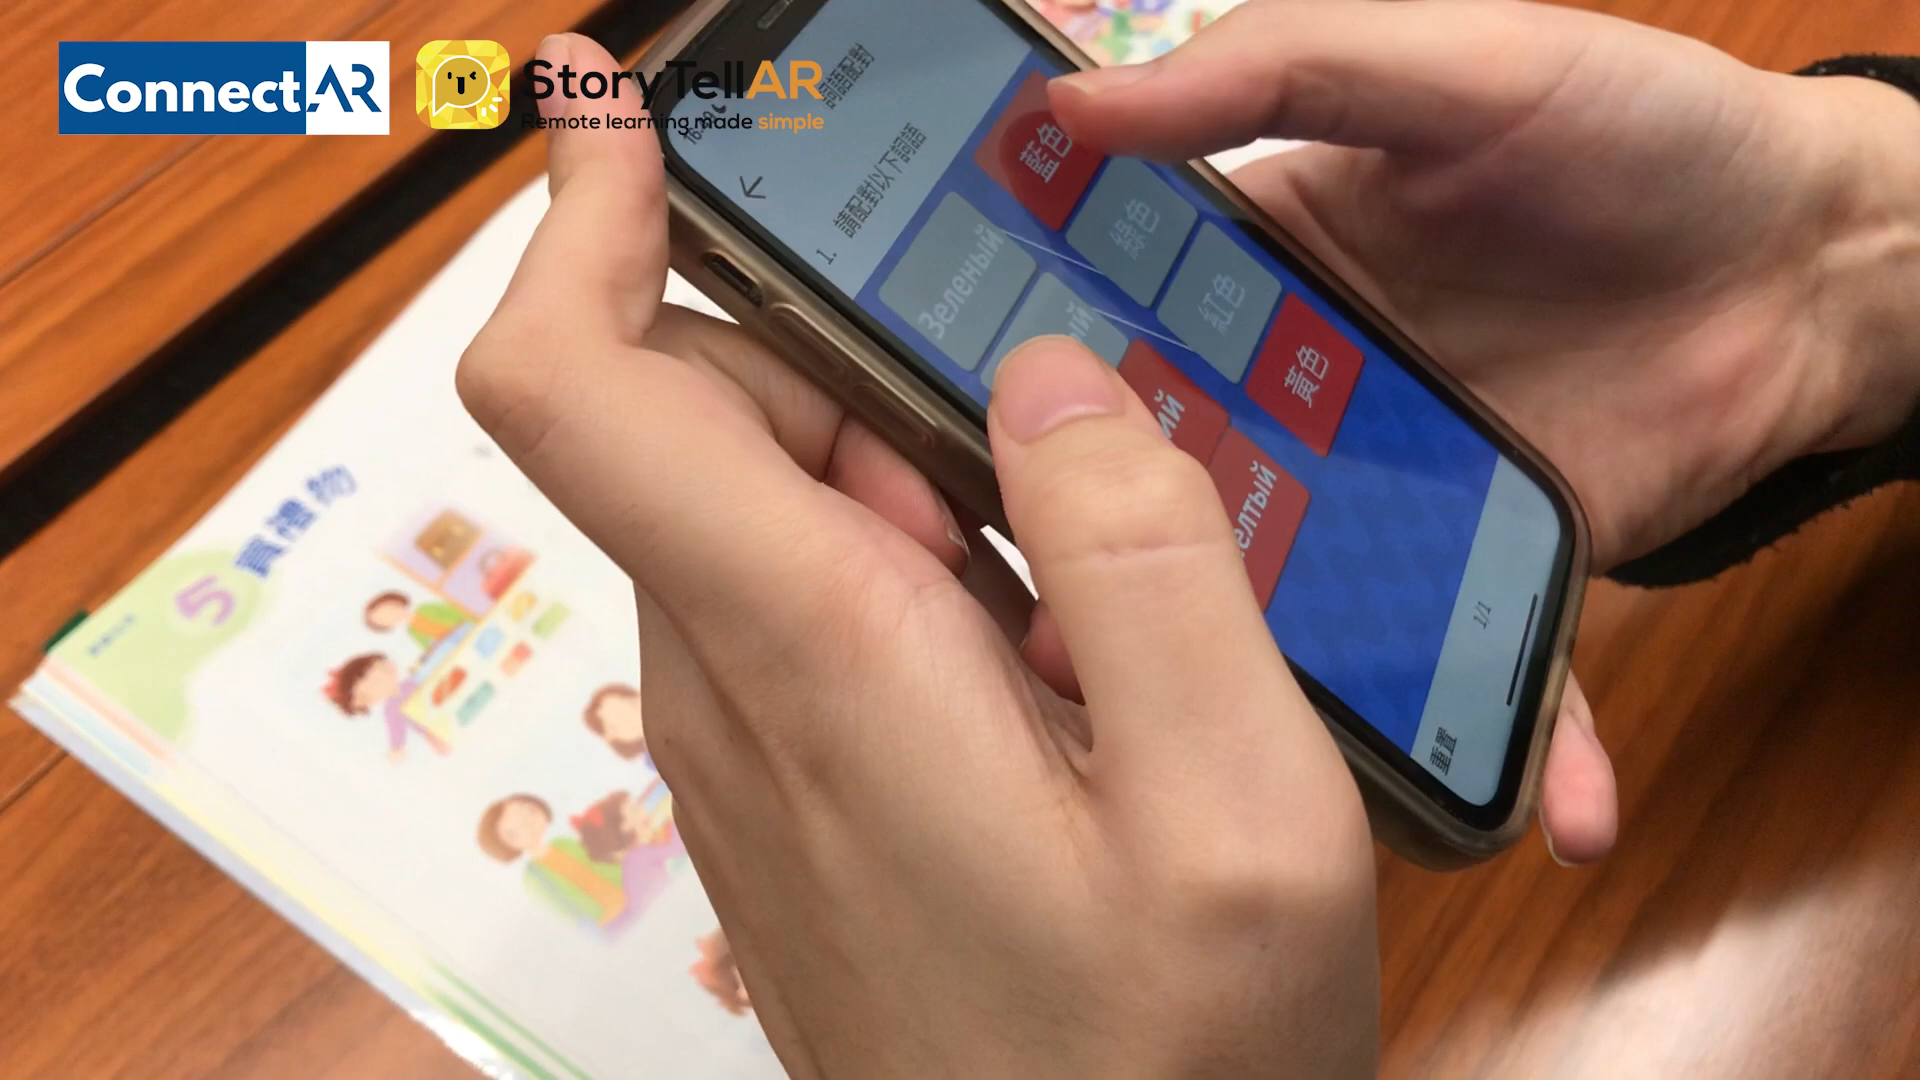 ConnectAR
StoryTellAR
Remote learning made simple
詞語配對
1. 請配對以下詞語
藍色
Зеленый
綠色
紅色
黃色
1/1
重置
5
買禮物